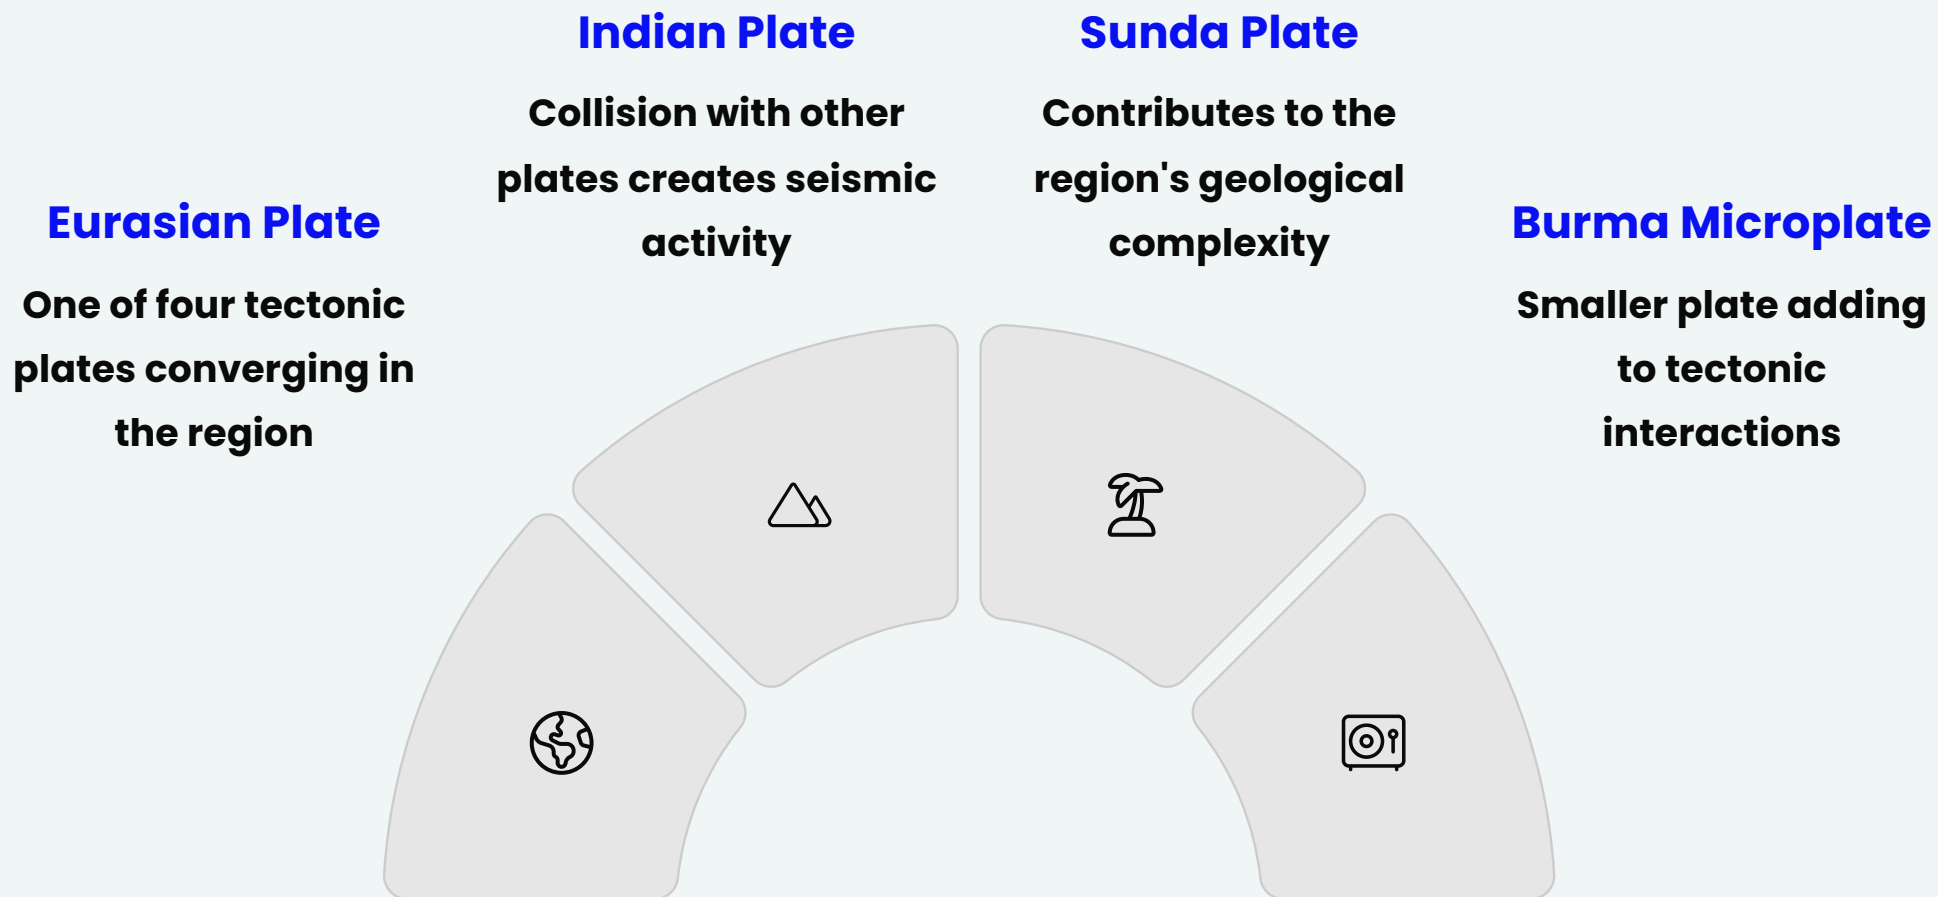 Eurasian Plate
One of four tectonic
plates converging in
the region
Indian Plate
Collision with other
plates creates seismic
activity
Sunda Plate
Contributes to the
region's geological
complexity
Burma Microplate
Smaller plate adding
to tectonic
interactions